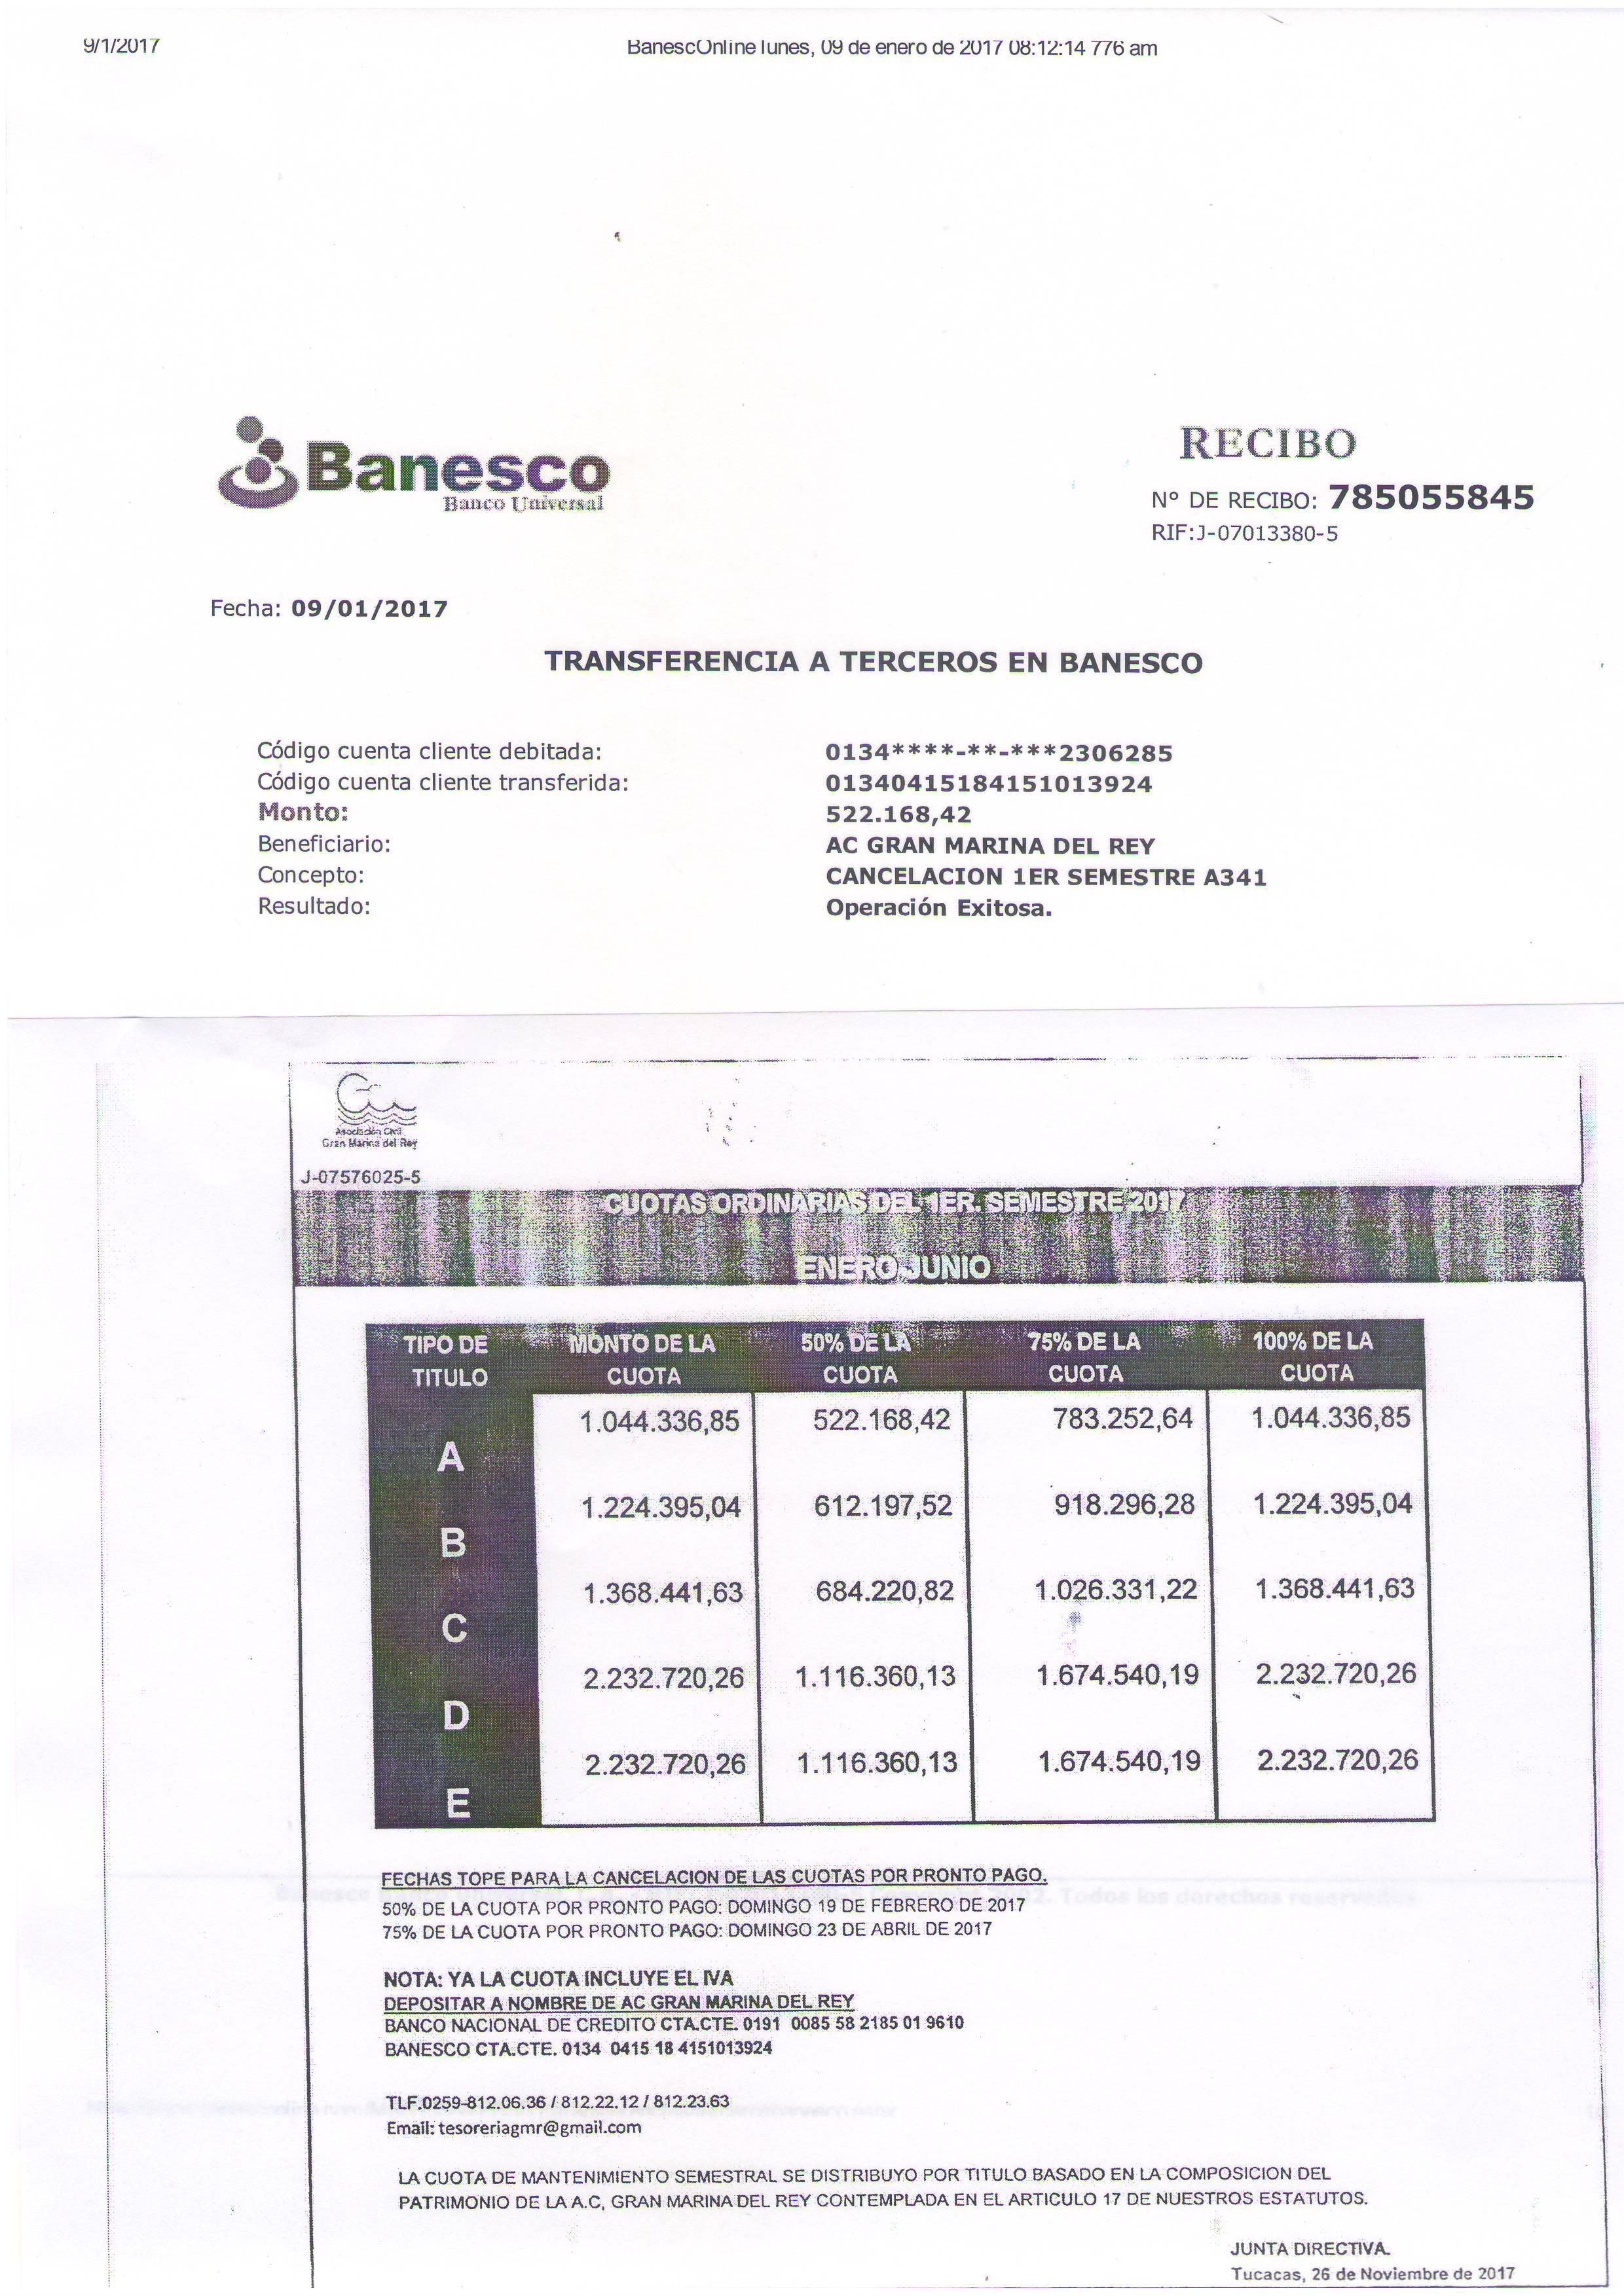 9/1/2017
BanescOnline lunes, 09 de enero de 2017 08:12:14 776 am
Banesco
Banco Universal
RECIBO
N° DE RECIBO: 785055845
RIF:J-07013380-5
Fecha: 09/01/2017
TRANSFERENCIA A TERCEROS EN BANESCO
Código cuenta cliente debitada: 0134****-**-***2306285
Código cuenta cliente transferida: 01340415184151013924
Monto: 522.168,42
Beneficiario: AC GRAN MARINA DEL REY
Concepto: CANCELACION 1ER SEMESTRE A341
Resultado: Operación Exitosa.
Asociación Civil
Gran Marina del Rey
J-07576025-5
CUOTAS ORDINARIAS DEL 1ER. SEMESTRE 2017
ENERO JUNIO
TIPO DE MONTO DE LA 50% DE LA 75% DE LA 100% DE LA
TITULO CUOTA CUOTA CUOTA CUOTA
A 1.044.336,85 522.168,42 783.252,64 1.044.336,85
B 1.224.395,04 612.197,52 918.296,28 1.224.395,04
C 1.368.441,63 684.220,82 1.026.331,22 1.368.441,63
D 2.232.720,26 1.116.360,13 1.674.540,19 2.232.720,26
E 2.232.720,26 1.116.360,13 1.674.540,19 2.232.720,26
FECHAS TOPE PARA LA CANCELACION DE LAS CUOTAS POR PRONTO PAGO.
50% DE LA CUOTA POR PRONTO PAGO: DOMINGO 19 DE FEBRERO DE 2017
75% DE LA CUOTA POR PRONTO PAGO: DOMINGO 23 DE ABRIL DE 2017
NOTA: YA LA CUOTA INCLUYE EL IVA
DEPOSITAR A NOMBRE DE AC GRAN MARINA DEL REY
BANCO NACIONAL DE CREDITO CTA.CTE. 0191 0085 58 2185 01 9610
BANESCO CTA.CTE. 0134 0415 18 4151013924
TLF.0259-812.06.36 / 812.22.12 / 812.23.63
Email: tesoreriagmr@gmail.com
LA CUOTA DE MANTENIMIENTO SEMESTRAL SE DISTRIBUYO POR TITULO BASADO EN LA COMPOSICION DEL
PATRIMONIO DE LA A.C, GRAN MARINA DEL REY CONTEMPLADA EN EL ARTICULO 17 DE NUESTROS ESTATUTOS.
JUNTA DIRECTIVA.
Tucacas, 26 de Noviembre de 2017